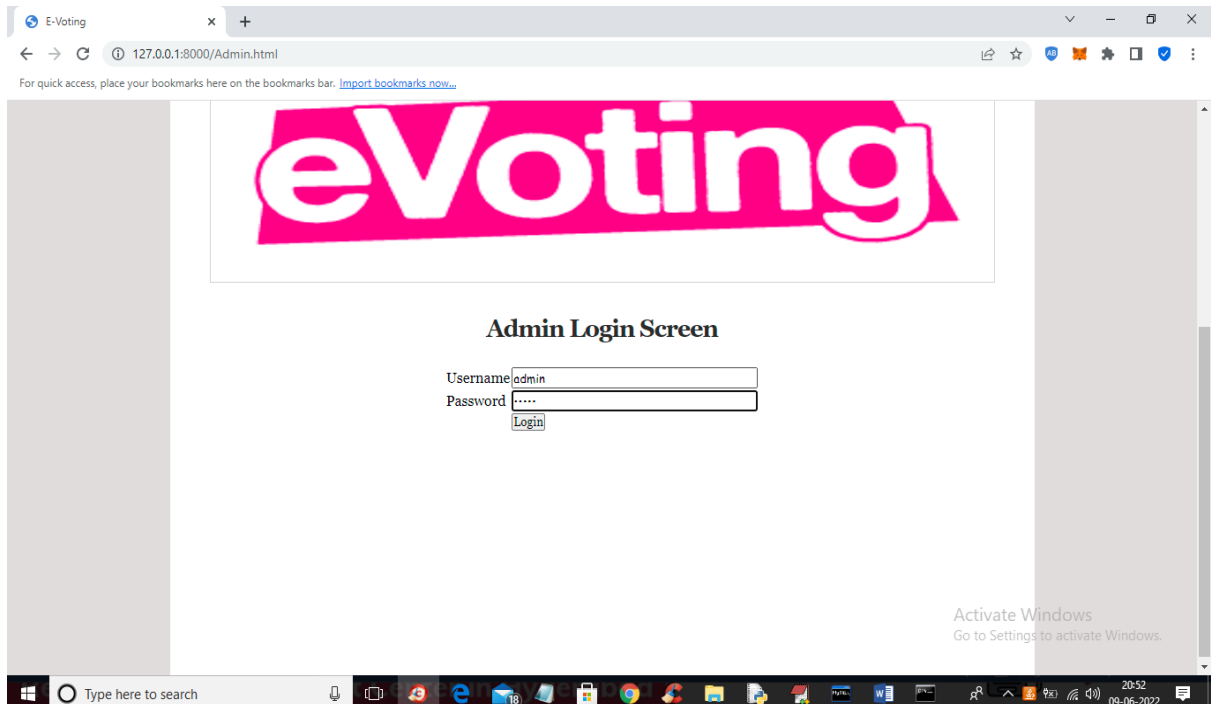 E-Voting
127.0.0.1:8000/Admin.html
AB
For quick access, place your bookmarks here on the bookmarks bar. Import bookmarks now...
eVoting
Admin Login Screen
Username admin
Password ·····
Login
Activate Windows
Go to Settings to activate Windows.
Type here to search
18
20:52
09-06-2022